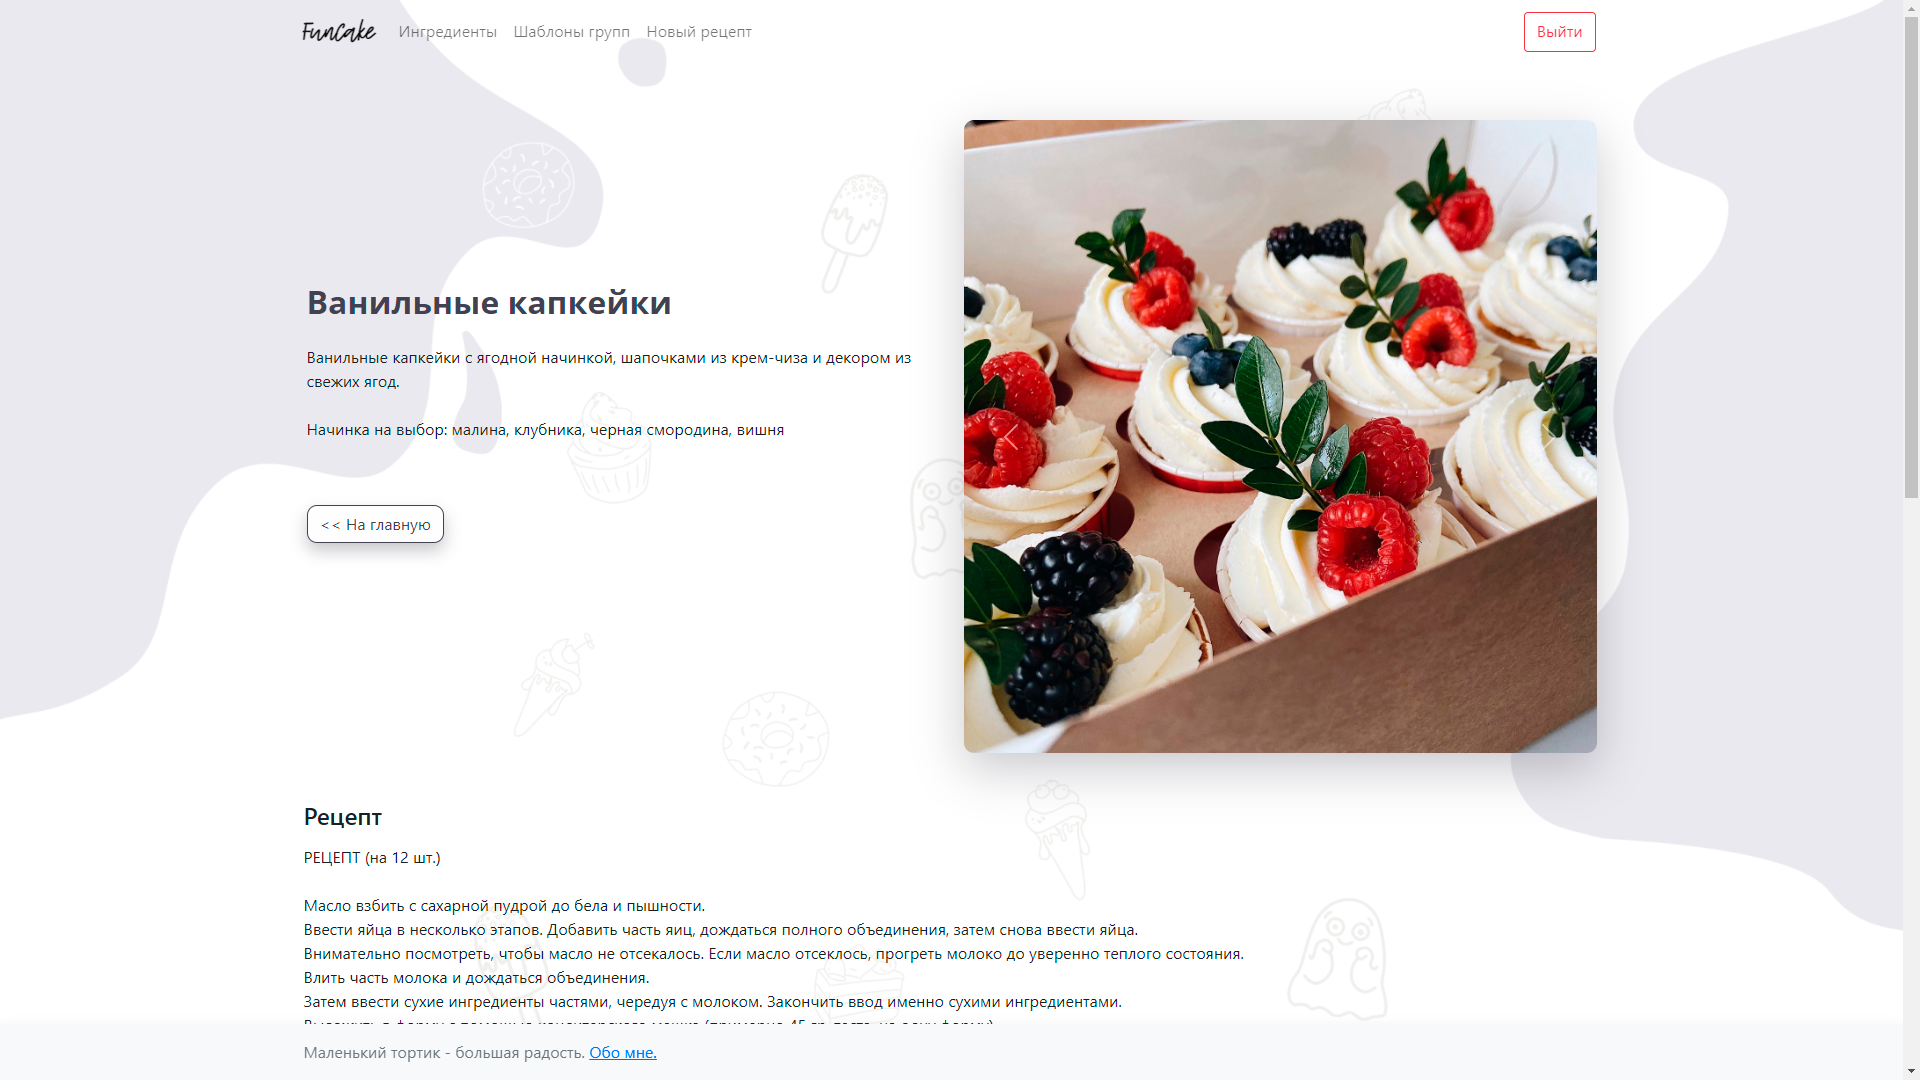 FunCake
Ингредиенты
Шаблоны групп
Новый рецепт
Выйти
Ванильные капкейки
Ванильные капкейки с ягодной начинкой, шапочками из крем-чиза и декором из
свежих ягод.
Начинка на выбор: малина, клубника, черная смородина, вишня
<< На главную
Рецепт
РЕЦЕПТ (на 12 шт.)
Масло взбить с сахарной пудрой до бела и пышности.
Ввести яйца в несколько этапов. Добавить часть яиц, дождаться полного объединения, затем снова ввести яйца.
Внимательно посмотреть, чтобы масло не отсекалось. Если масло отсеклось, прогреть молоко до уверенно теплого состояния.
Влить часть молока и дождаться объединения.
Затем ввести сухие ингредиенты частями, чередуя с молоком. Закончить ввод именно сухими ингредиентами.
Маленький тортик - большая радость. Обо мне.